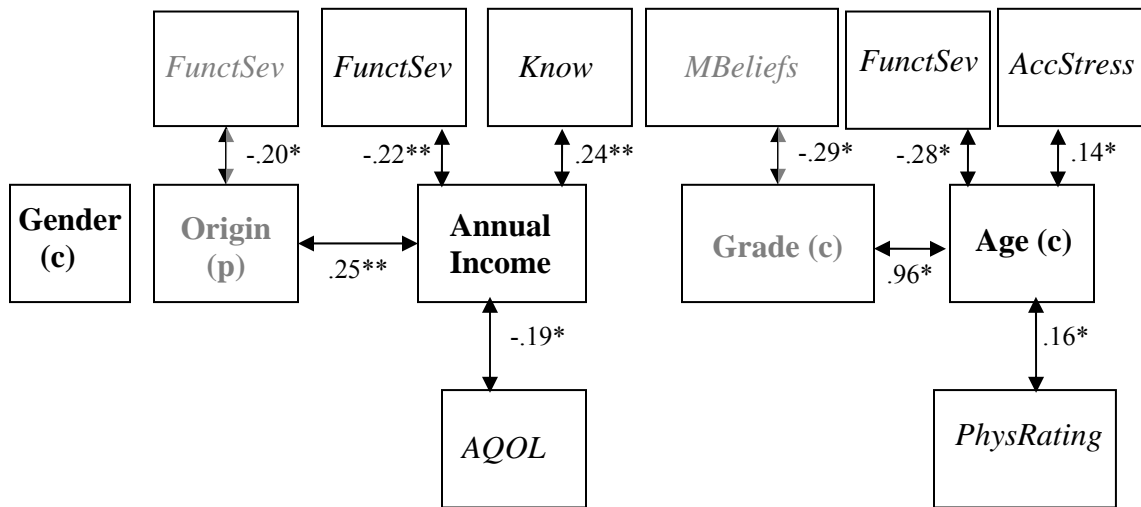 FunctSev
FunctSev
Know
MBeliefs
FunctSev
AccStress
-.20*
-.22**
.24**
-.29*
-.28*
.14*
Gender
(c)
Origin
(p)
Annual
Income
Grade (c)
Age (c)
.25**
.96*
-.19*
.16*
AQOL
PhysRating